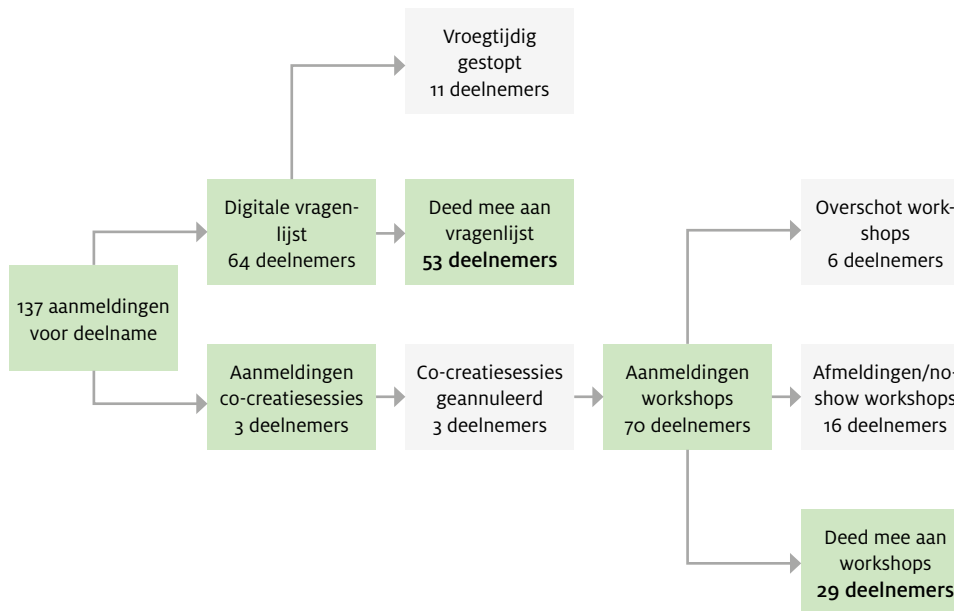 Vroegtijdig
gestopt
11 deelnemers
Digitale vragen-
lijst
64 deelnemers
Deed mee aan
vragenlijst
53 deelnemers
Overschot work-
shops
6 deelnemers
137 aanmeldingen
voor deelname
Aanmeldingen
co-creatiesessies
3 deelnemers
Co-creatiesessies
geannuleerd
3 deelnemers
Aanmeldingen
workshops
70 deelnemers
Afmeldingen/no-
show workshops
16 deelnemers
Deed mee aan
workshops
29 deelnemers